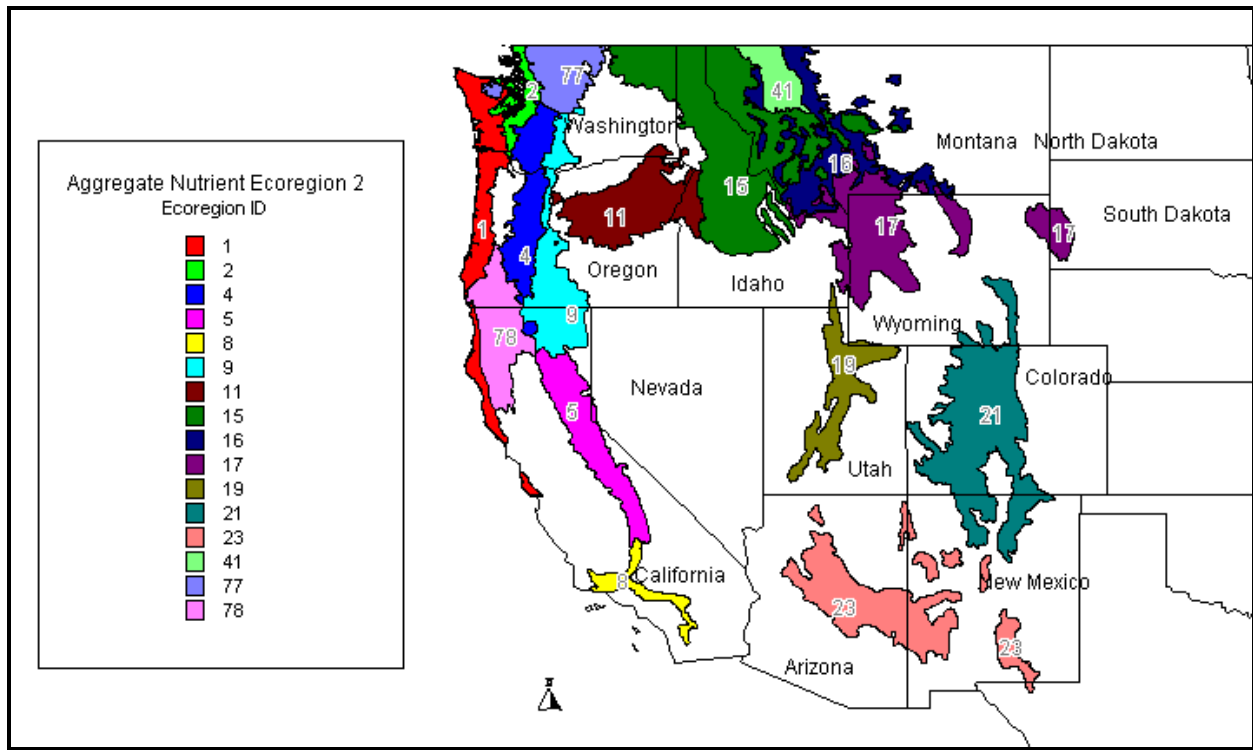 Aggregate Nutrient Ecoregion 2
Ecoregion ID
1
2
4
5
8
9
11
15
16
17
19
21
23
41
77
78
77
2
41
Washington
Montana
North Dakota
16
15
11
1
4
17
17
South Dakota
Oregon
Idaho
9
78
Wyoming
19
Nevada
Colorado
5
21
Utah
8
California
New Mexico
23
23
Arizona